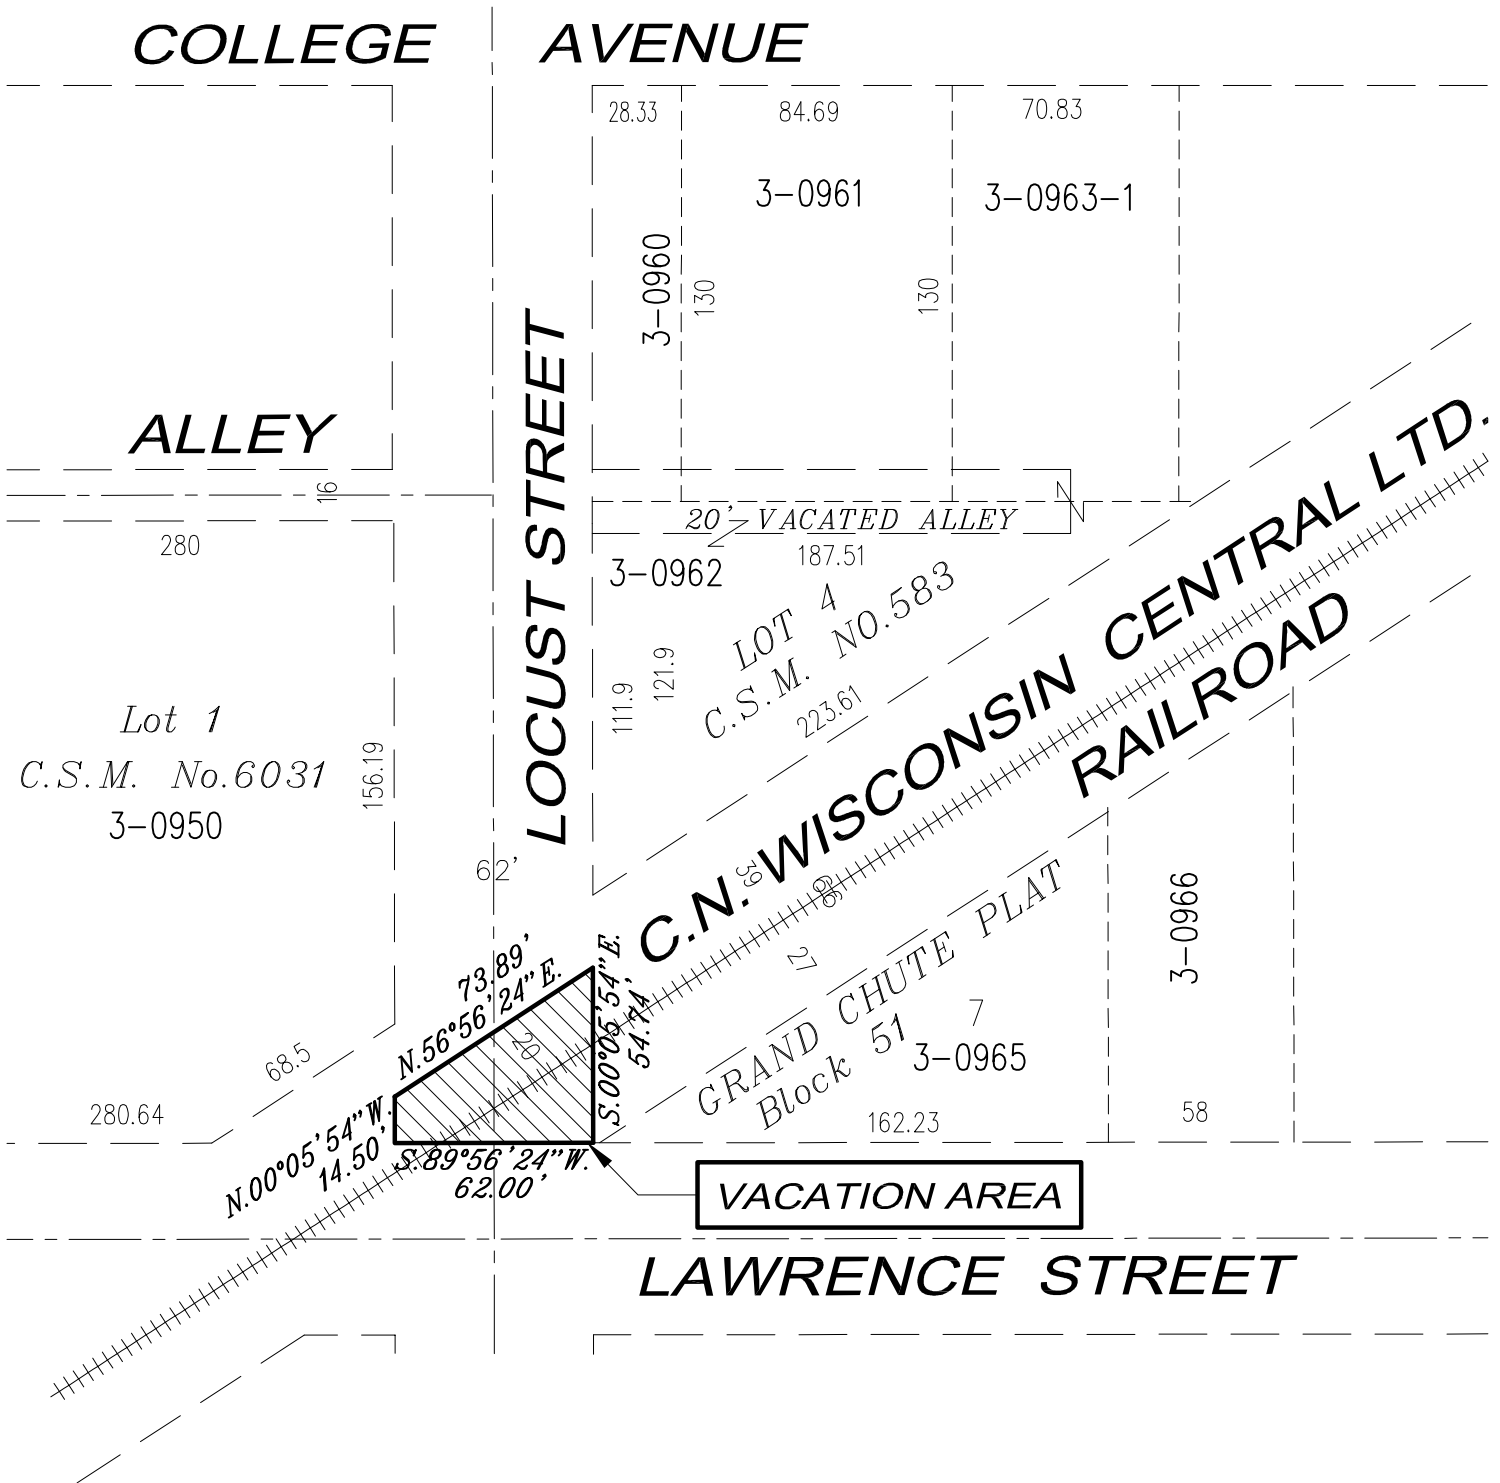 COLLEGE AVENUE
28.33
84.69
70.83
3-0961
3-0963-1
3-0960
130
130
LOCUST STREET
ALLEY
16
280
20' VACATED ALLEY
187.51
3-0962
LOT 4
C.S.M. NO.583
111.9
121.9
223.61
C.N. WISCONSIN CENTRAL LTD.
RAILROAD
Lot 1
C.S.M. No.6031
3-0950
156.19
62'
39
66
27
3-0966
GRAND CHUTE PLAT
Block 51
7
3-0965
73.89'
N.56°56'24"E.
20
S.00°05'54"E.
54.74'
68.5
280.64
N.00°05'54"W.
14.50'
S.89°56'24"W.
62.00'
162.23
58
VACATION AREA
LAWRENCE STREET